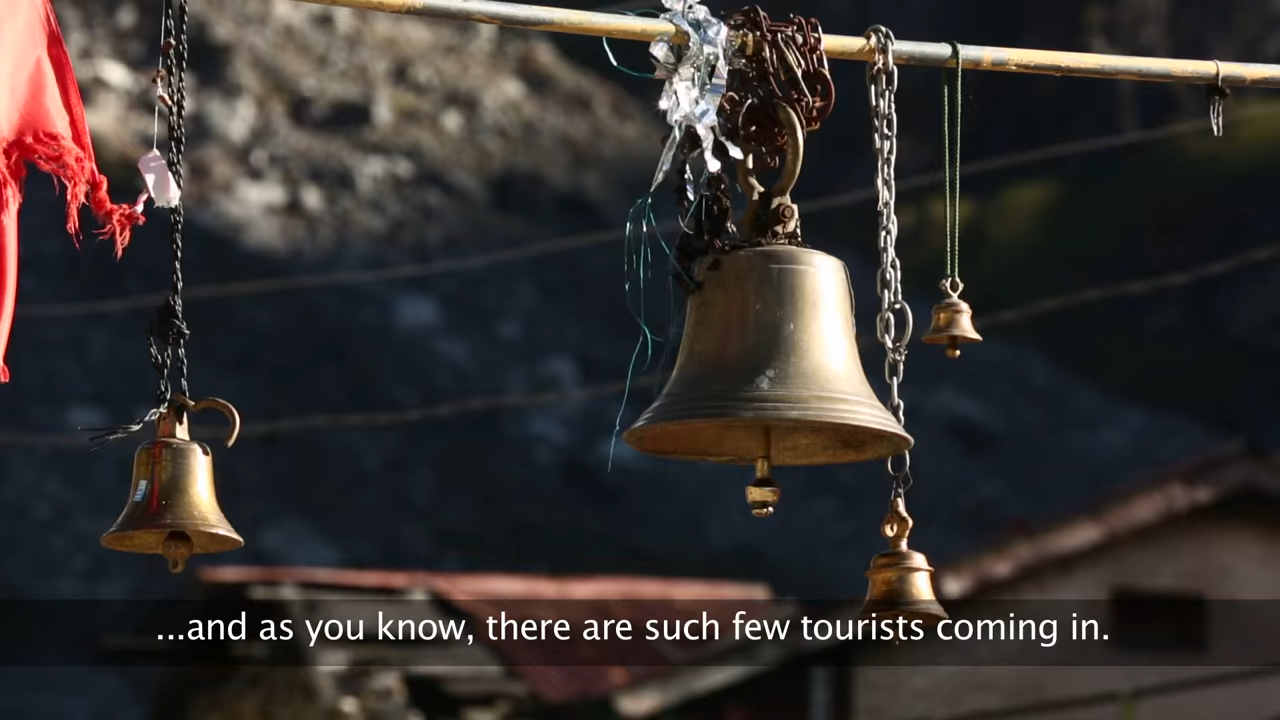 ...and as you know, there are such few tourists coming in.